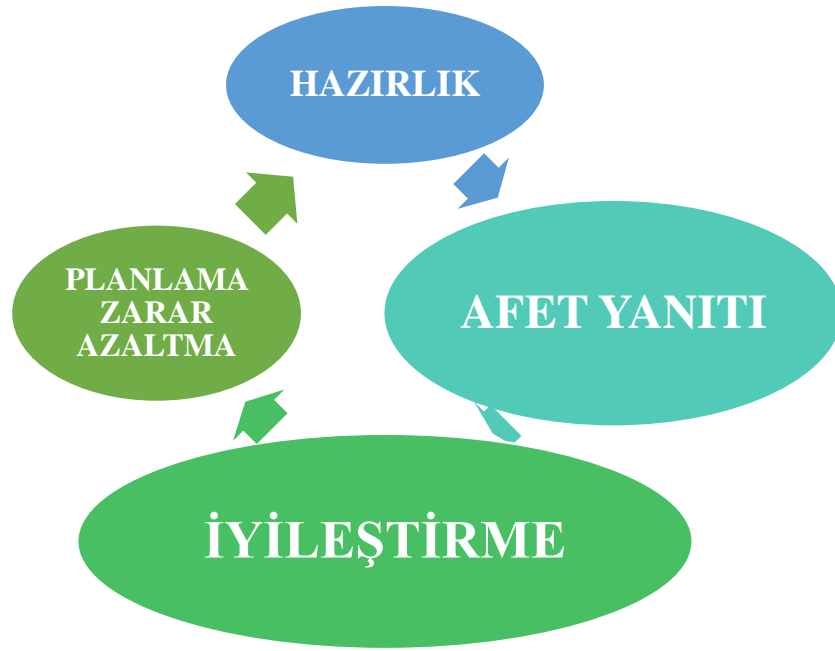 HAZIRLIK
AFET YANITI
İYİLEŞTİRME
PLANLAMA
ZARAR
AZALTMA